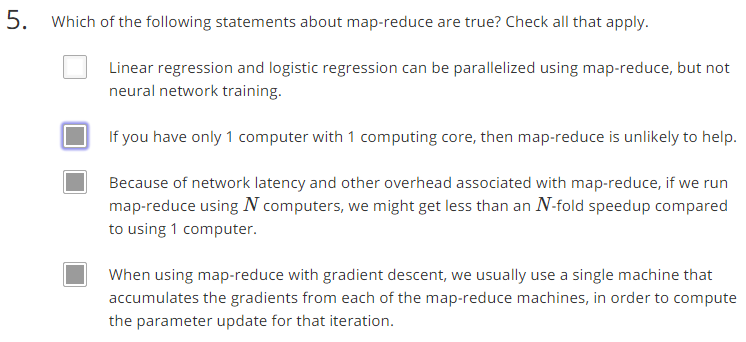 5. Which of the following statements about map-reduce are true? Check all that apply.
Linear regression and logistic regression can be parallelized using map-reduce, but not
neural network training.
If you have only 1 computer with 1 computing core, then map-reduce is unlikely to help.
Because of network latency and other overhead associated with map-reduce, if we run
map-reduce using N computers, we might get less than an N-fold speedup compared
to using 1 computer.
When using map-reduce with gradient descent, we usually use a single machine that
accumulates the gradients from each of the map-reduce machines, in order to compute
the parameter update for that iteration.